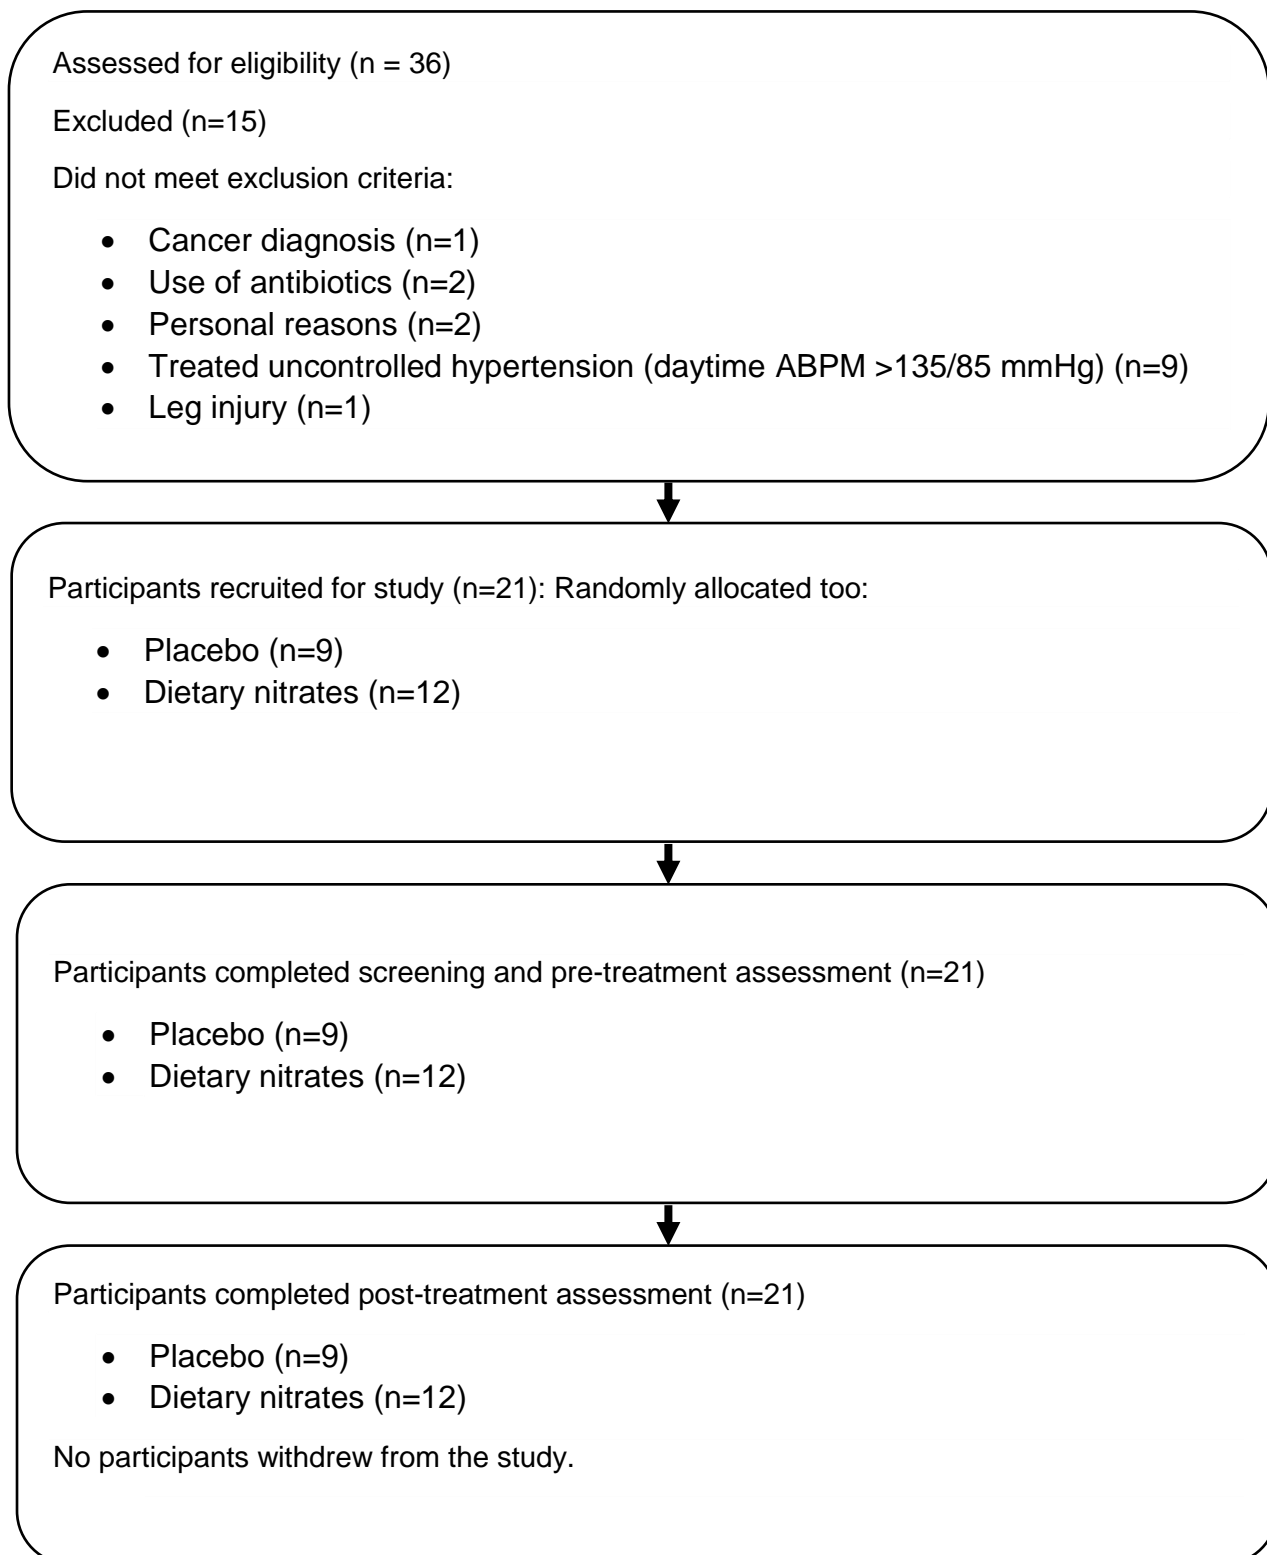 Assessed for eligibility (n = 36)
Excluded (n=15)
Did not meet exclusion criteria:
• Cancer diagnosis (n=1)
• Use of antibiotics (n=2)
• Personal reasons (n=2)
• Treated uncontrolled hypertension (daytime ABPM >135/85 mmHg) (n=9)
• Leg injury (n=1)
Participants recruited for study (n=21): Randomly allocated too:
• Placebo (n=9)
• Dietary nitrates (n=12)
Participants completed screening and pre-treatment assessment (n=21)
• Placebo (n=9)
• Dietary nitrates (n=12)
Participants completed post-treatment assessment (n=21)
• Placebo (n=9)
• Dietary nitrates (n=12)
No participants withdrew from the study.